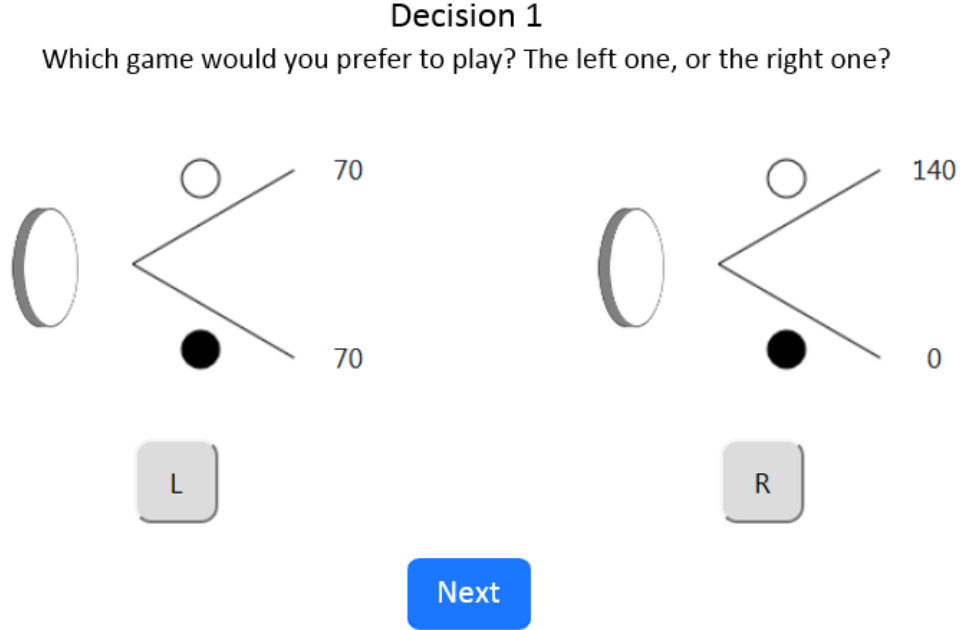 Decision 1
Which game would you prefer to play? The left one, or the right one?
70
140
70
0
L
R
Next